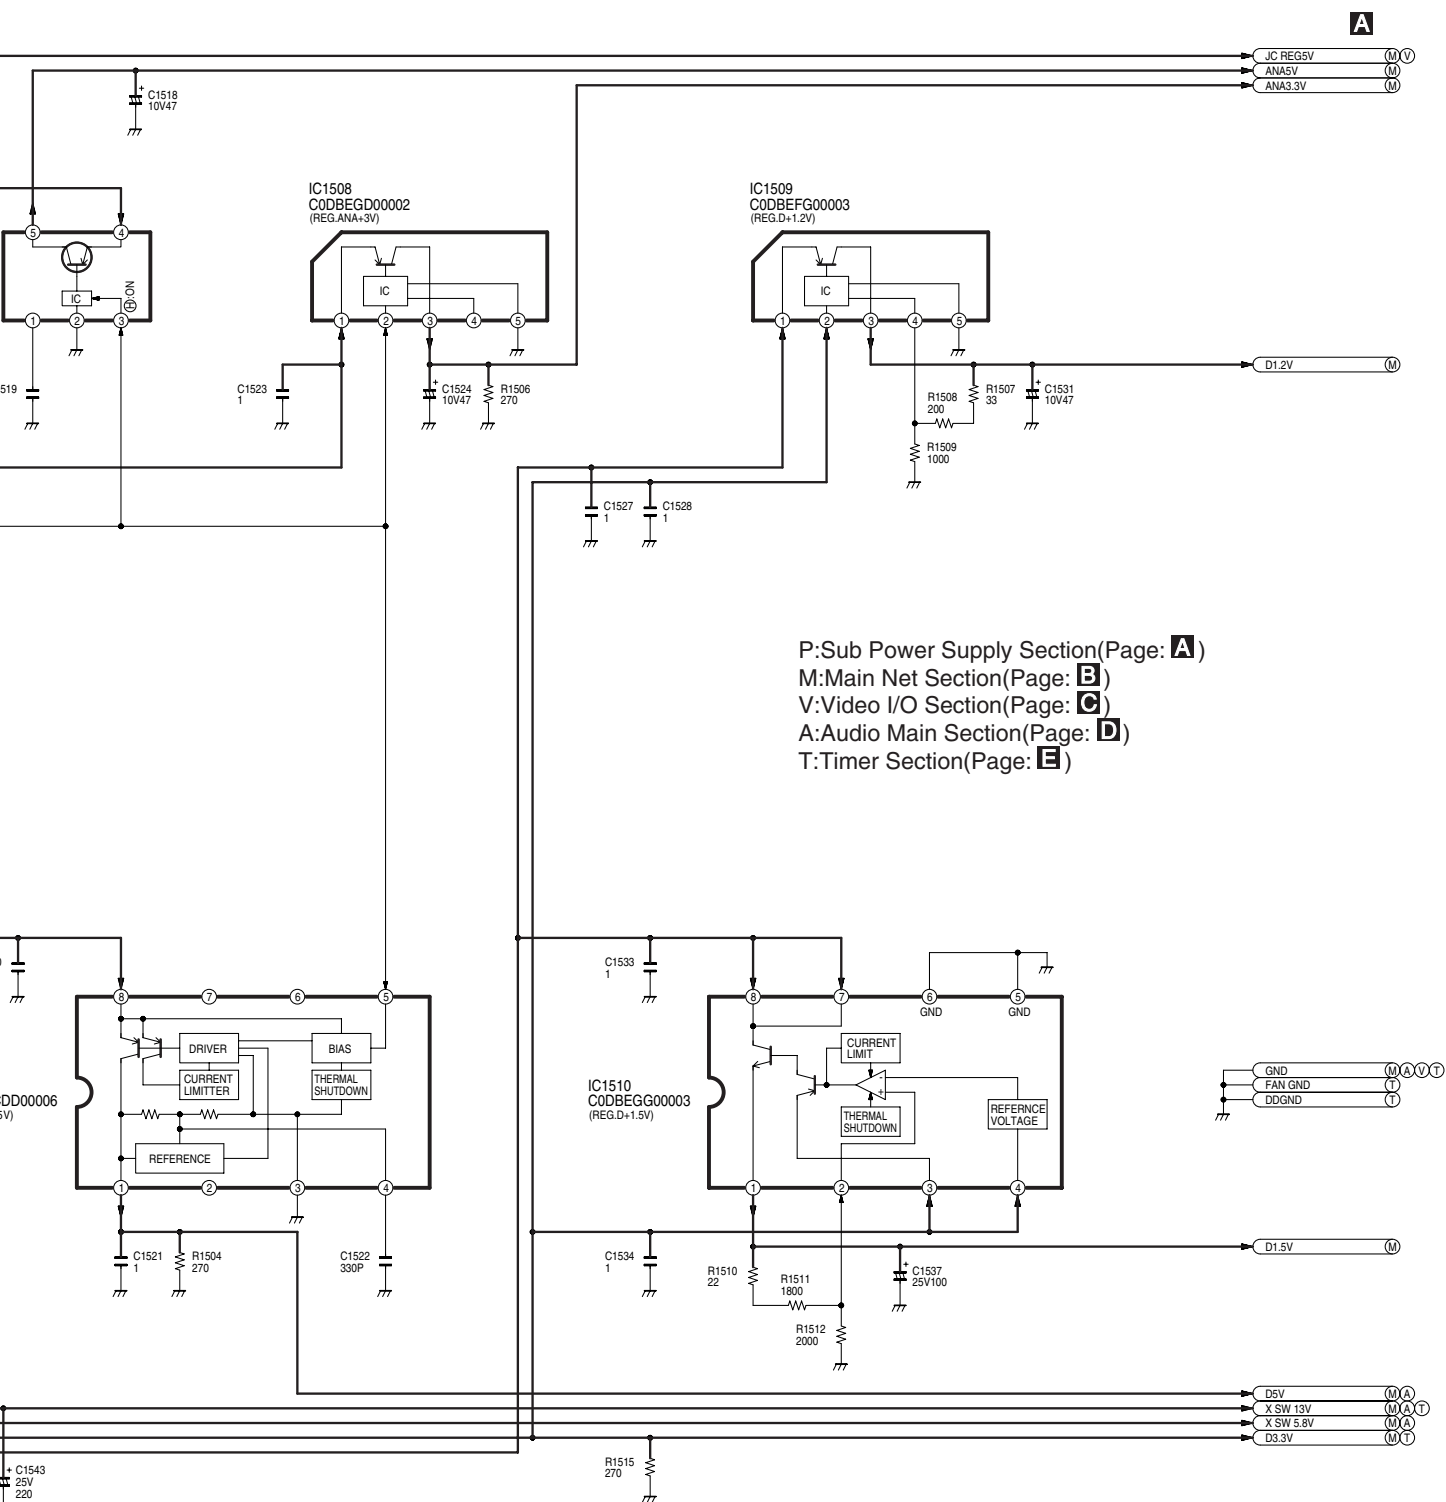 A
JC REG5V M V
ANA5V M
ANA3.3V M
C1518
10V47
IC1508
C0DBEGD00002
(REG.ANA+3V)
IC1509
C0DBEFG00003
(REG.D+1.2V)
5 4
IC
H:ON
1 2 3
IC
1 2 3 4 5
IC
1 2 3 4 5
519
C1523
1
C1524
10V47
R1506
270
R1508
200
R1507
33
C1531
10V47
D1.2V M
R1509
1000
C1527
1
C1528
1
P:Sub Power Supply Section(Page: A)
M:Main Net Section(Page: B)
V:Video I/O Section(Page: C)
A:Audio Main Section(Page: D)
T:Timer Section(Page: E)
C1533
1
8 7 6 5
DRIVER
BIAS
CURRENT
LIMITTER
THERMAL
SHUTDOWN
REFERENCE
1 2 3 4
DD00006
5V)
IC1510
C0DBEGG00003
(REG.D+1.5V)
8 7 6 5
GND GND
CURRENT
LIMIT
- +
THERMAL
SHUTDOWN
REFERNCE
VOLTAGE
1 2 3 4
GND M A V T
FAN GND T
DDGND T
C1521
1
R1504
270
C1522
330P
C1534
1
R1510
22
R1511
1800
R1512
2000
C1537
25V100
D1.5V M
D5V M A
X SW 13V M A T
X SW 5.8V M A
D3.3V M T
C1543
25V
220
R1515
270